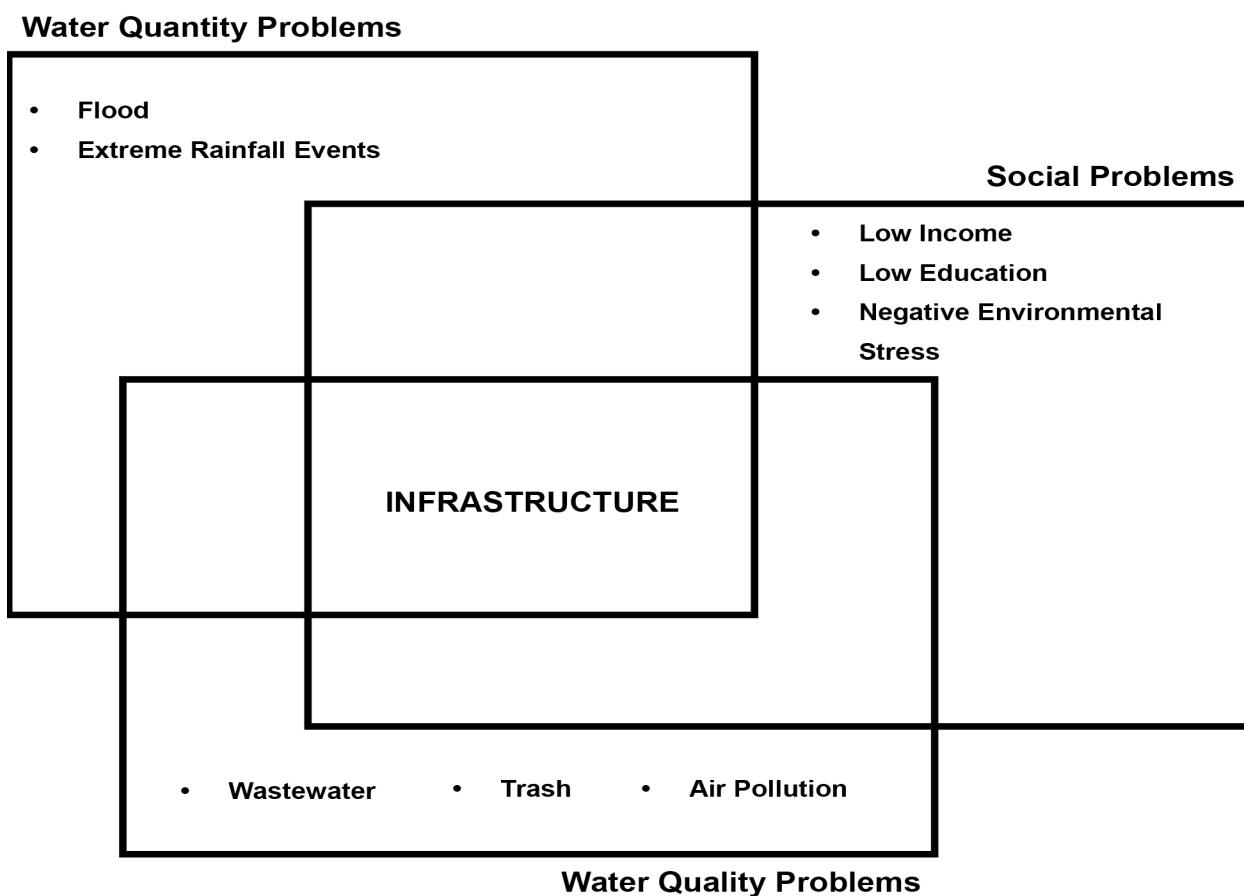 Water Quantity Problems
• Flood
• Extreme Rainfall Events
Social Problems
• Low Income
• Low Education
• Negative Environmental
Stress
INFRASTRUCTURE
• Wastewater • Trash • Air Pollution
Water Quality Problems